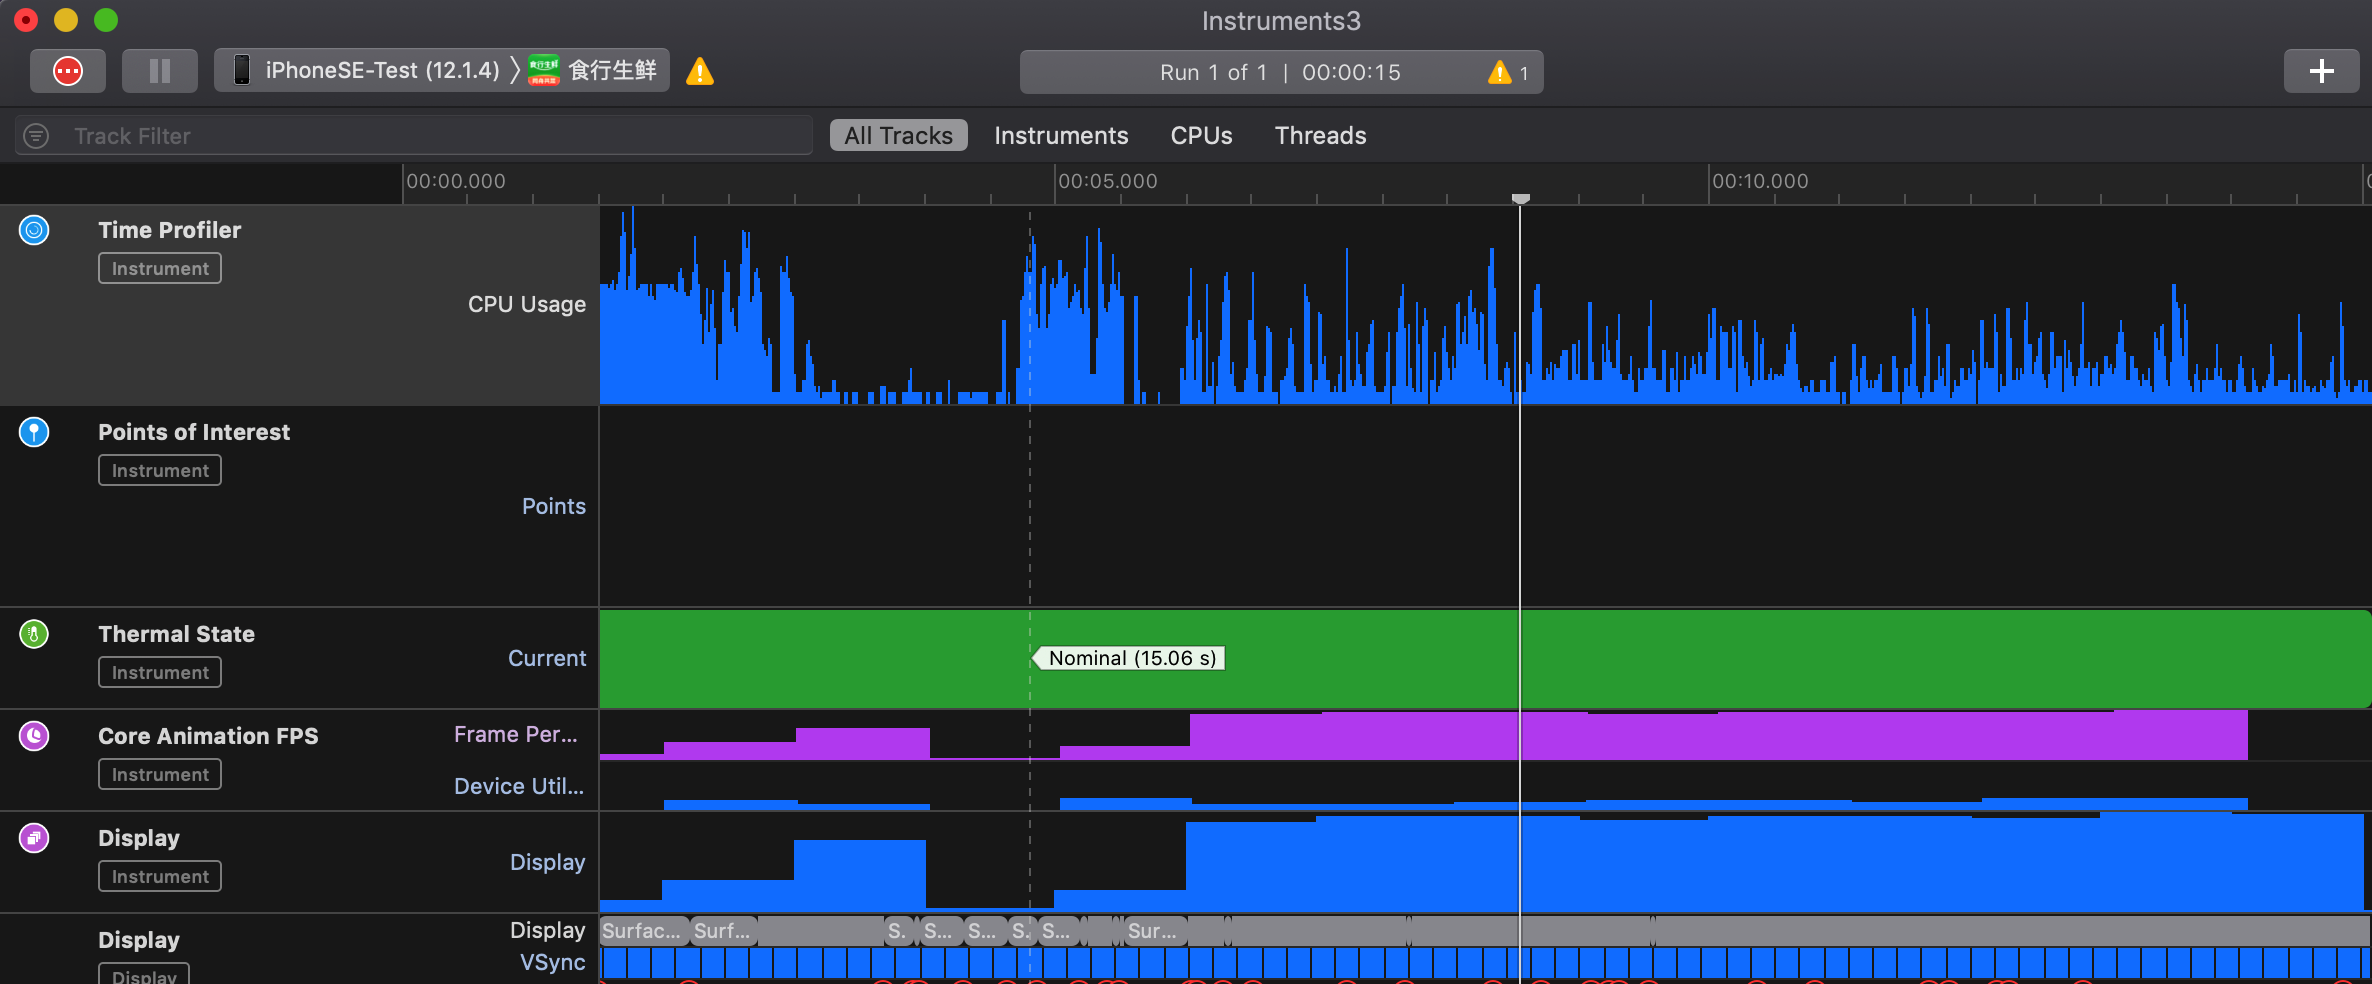 Instruments3
iPhoneSE-Test (12.1.4) 〉 食行生鲜
Run 1 of 1 | 00:00:15
1
Track Filter
All Tracks Instruments CPUs Threads
00:00.000 00:05.000 00:10.000
Time Profiler
Instrument
CPU Usage
Points of Interest
Instrument
Points
Thermal State
Instrument
Current
Nominal (15.06 s)
Core Animation FPS
Instrument
Frame Per...
Device Util...
Display
Instrument
Display
Display
Display
Display
VSync
Surfac... Surf... S. S... S... S. S... Sur...